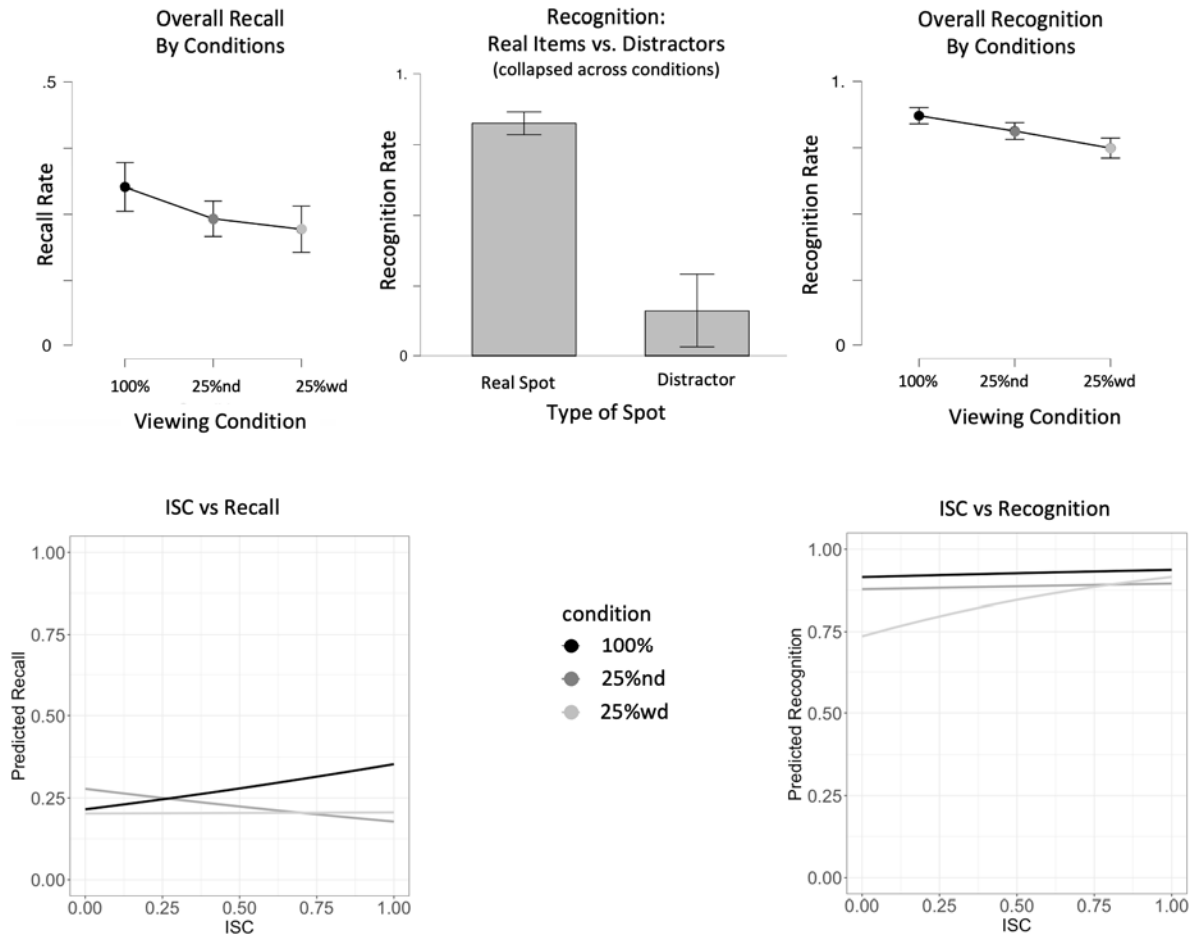 Overall Recall
By Conditions
.5
0
Recall Rate
100%
25%nd
25%wd
Viewing Condition
Recognition:
Real Items vs. Distractors
(collapsed across conditions)
1.
0
Recognition Rate
Real Spot
Distractor
Type of Spot
Overall Recognition
By Conditions
1.
0
Recognition Rate
100%
25%nd
25%wd
Viewing Condition
ISC vs Recall
1.00
0.75
0.50
0.25
0.00
Predicted Recall
0.00
0.25
0.50
0.75
1.00
ISC
condition
100%
25%nd
25%wd
ISC vs Recognition
1.00
0.75
0.50
0.25
0.00
Predicted Recognition
0.00
0.25
0.50
0.75
1.00
ISC